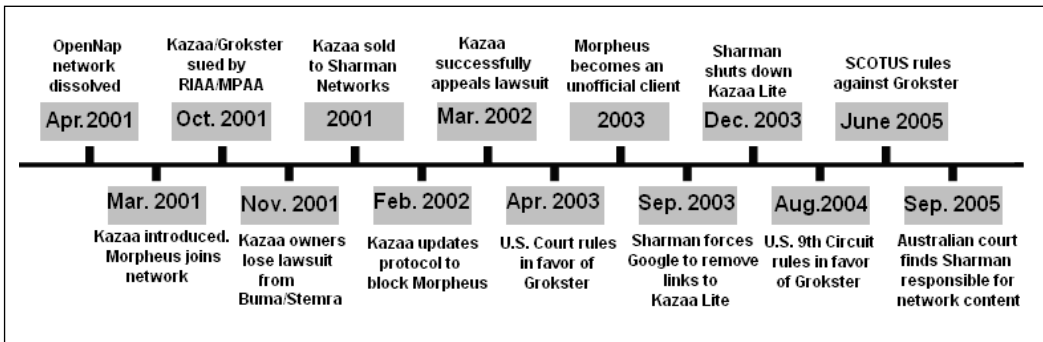 OpenNap
network
dissolved
Apr. 2001
Mar. 2001
Kazaa introduced.
Morpheus joins
network
Kazaa/Grokster
sued by
RIAA/MPAA
Oct. 2001
Nov. 2001
Kazaa owners
lose lawsuit
from
Buma/Stemra
Kazaa sold
to Sharman
Networks
2001
Feb. 2002
Kazaa updates
protocol to
block Morpheus
Kazaa
successfully
appeals lawsuit
Mar. 2002
Apr. 2003
U.S. Court rules
in favor of
Grokster
Morpheus
becomes an
unofficial client
2003
Sep. 2003
Sharman forces
Google to remove
links to
Kazaa Lite
Sharman
shuts down
Kazaa Lite
Dec. 2003
Aug.2004
U.S. 9th Circuit
rules in favor
of Grokster
SCOTUS rules
against Grokster
June 2005
Sep. 2005
Australian court
finds Sharman
responsible for
network content